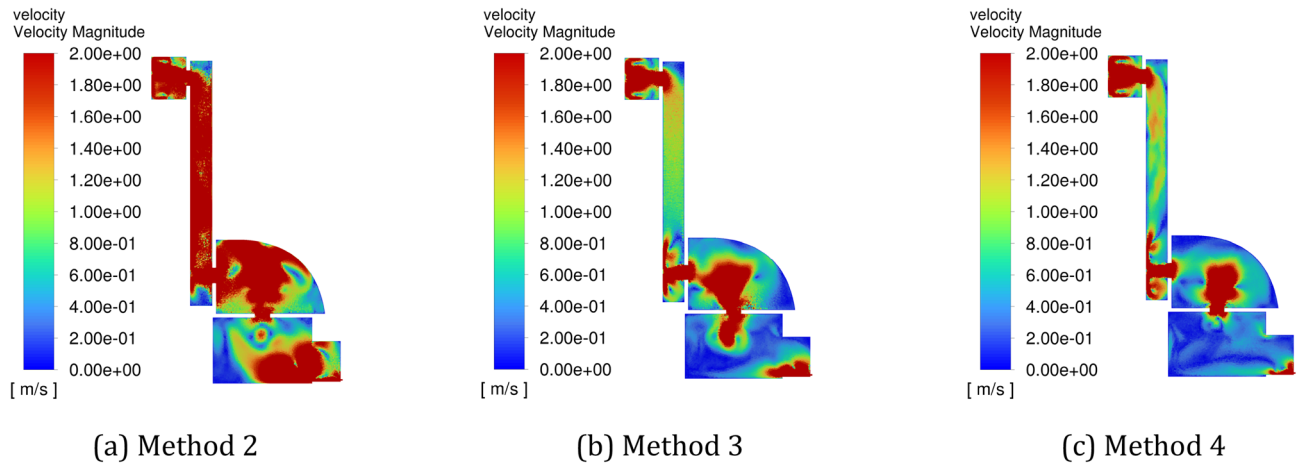 velocity
Velocity Magnitude
2.00e+00
1.80e+00
1.60e+00
1.40e+00
1.20e+00
1.00e+00
8.00e-01
6.00e-01
4.00e-01
2.00e-01
0.00e+00
[ m/s ]
(a) Method 2
velocity
Velocity Magnitude
2.00e+00
1.80e+00
1.60e+00
1.40e+00
1.20e+00
1.00e+00
8.00e-01
6.00e-01
4.00e-01
2.00e-01
0.00e+00
[ m/s ]
(b) Method 3
velocity
Velocity Magnitude
2.00e+00
1.80e+00
1.60e+00
1.40e+00
1.20e+00
1.00e+00
8.00e-01
6.00e-01
4.00e-01
2.00e-01
0.00e+00
[ m/s ]
(c) Method 4